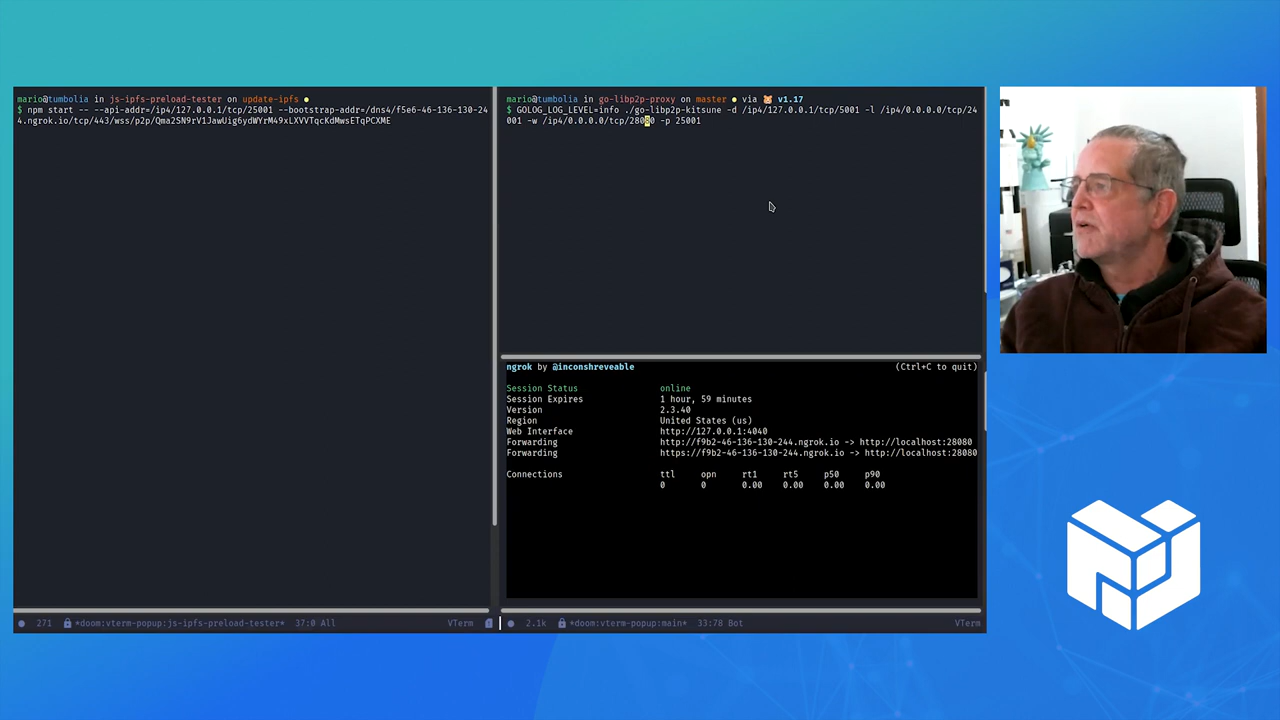 mario@tumbolia in js-ipfs-preload-tester on update-ipfs ●
$ npm start -- --api-addr=/ip4/127.0.0.1/tcp/25001 --bootstrap-addr=/dns4/f5e6-46-136-130-24
4.ngrok.io/tcp/443/wss/p2p/Qma2SN9rV1JawUig6ydWYrM49xLXVVTqcKdMwsETqPCXME
271 *doom:vterm-popup:js-ipfs-preload-tester* 37:0 All VTerm
mario@tumbolia in go-libp2p-proxy on master ● via 🐹 v1.17
$ GOLOG_LOG_LEVEL=info ./go-libp2p-kitsune -d /ip4/127.0.0.1/tcp/5001 -l /ip4/0.0.0.0/tcp/24
001 -w /ip4/0.0.0.0/tcp/28080 -p 25001
ngrok by @inconshreveable (Ctrl+C to quit)
Session Status online
Session Expires 1 hour, 59 minutes
Version 2.3.40
Region United States (us)
Web Interface http://127.0.0.1:4040
Forwarding http://f9b2-46-136-130-244.ngrok.io -> http://localhost:28080
Forwarding https://f9b2-46-136-130-244.ngrok.io -> http://localhost:28080
Connections ttl opn rt1 rt5 p50 p90
0 0 0.00 0.00 0.00 0.00
2.1k *doom:vterm-popup:main* 33:78 Bot VTerm